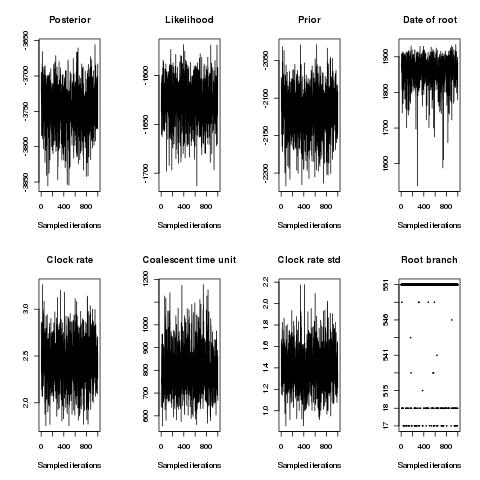 Posterior
Likelihood
Prior
Date of root
-3650
-3700
-3750
-3800
-3850
-1600
-1650
-1700
-2050
-2100
-2150
-2200
1900
1800
1700
1600
0 400 800
0 400 800
0 400 800
0 400 800
Sampled iterations
Sampled iterations
Sampled iterations
Sampled iterations
Clock rate
Coalescent time unit
Clock rate std
Root branch
3.0
2.5
2.0
1200
1100
1000
900
800
700
600
2.2
2.0
1.8
1.6
1.4
1.2
1.0
551
546
541
515
18
17
0 400 800
0 400 800
0 400 800
0 400 800
Sampled iterations
Sampled iterations
Sampled iterations
Sampled iterations